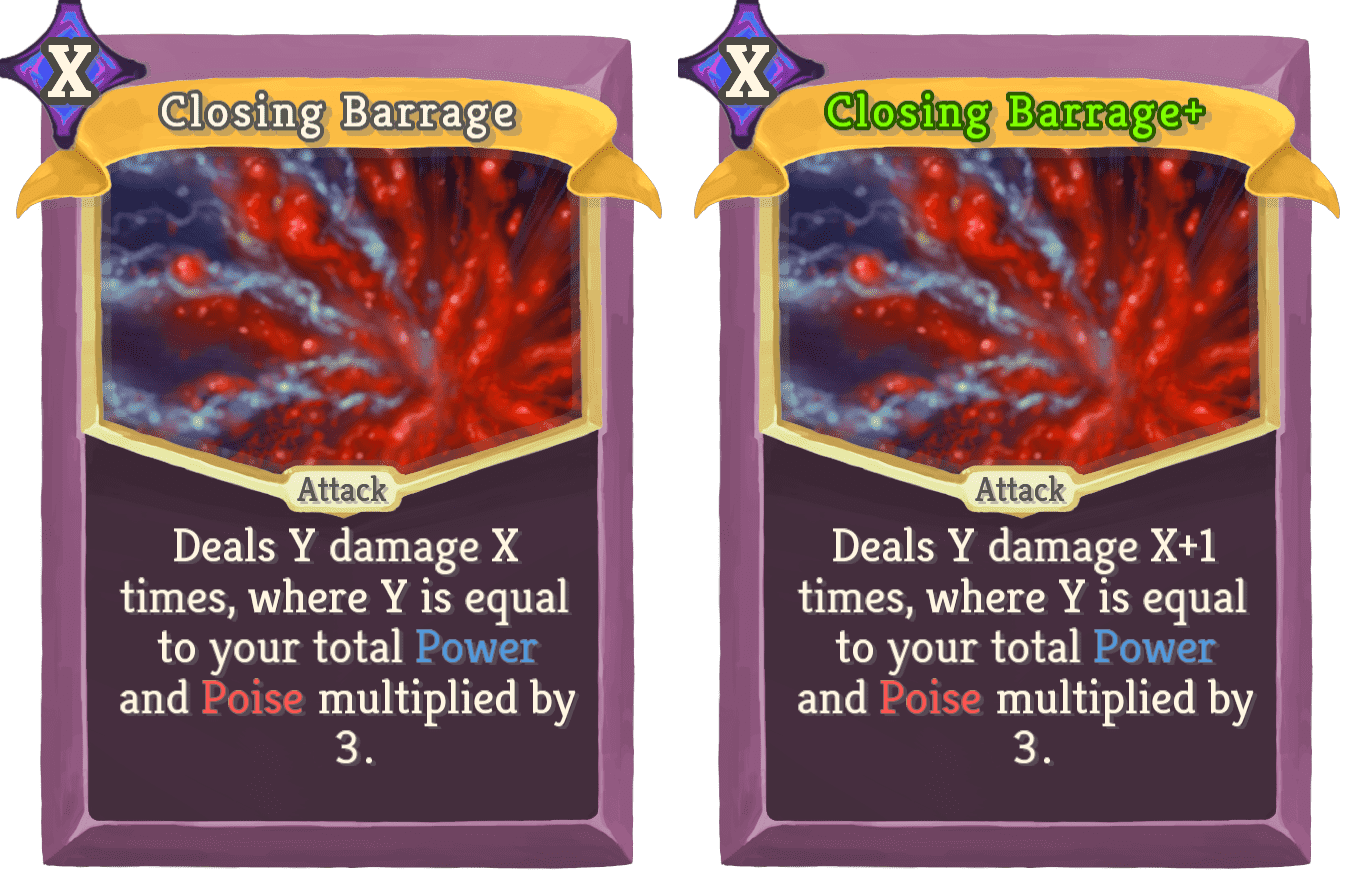 X
Closing Barrage
Attack
Deals Y damage X
times, where Y is equal
to your total Power
and Poise multiplied by
3.
X
Closing Barrage+
Attack
Deals Y damage X+1
times, where Y is equal
to your total Power
and Poise multiplied by
3.